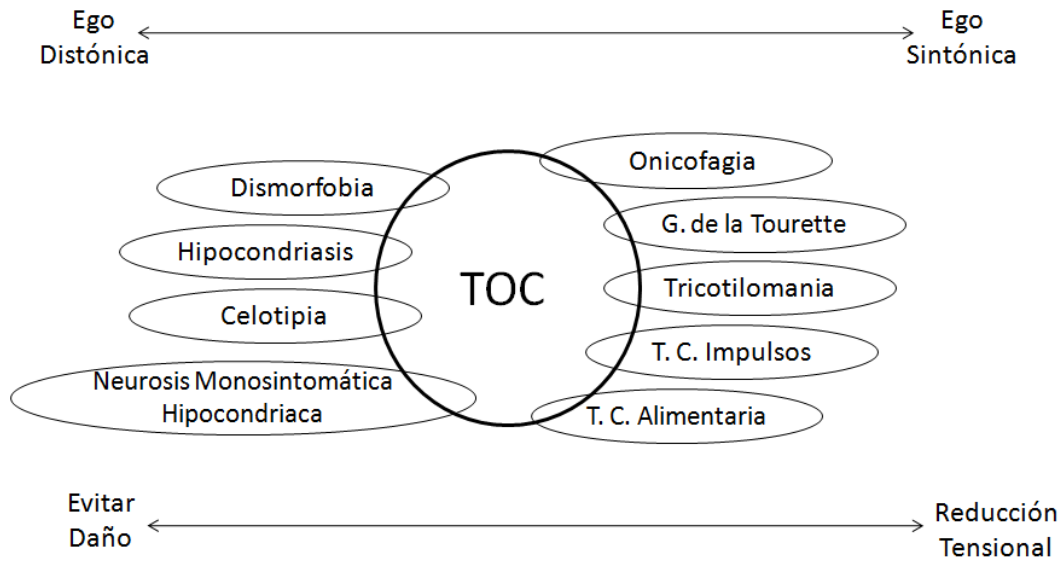 Ego
Distónica
Ego
Sintónica
Dismorfobia
Hipocondriasis
Celotipia
Neurosis Monosintomática
Hipocondriaca
TOC
Onicofagia
G. de la Tourette
Tricotilomania
T. C. Impulsos
T. C. Alimentaria
Evitar
Daño
Reducción
Tensional